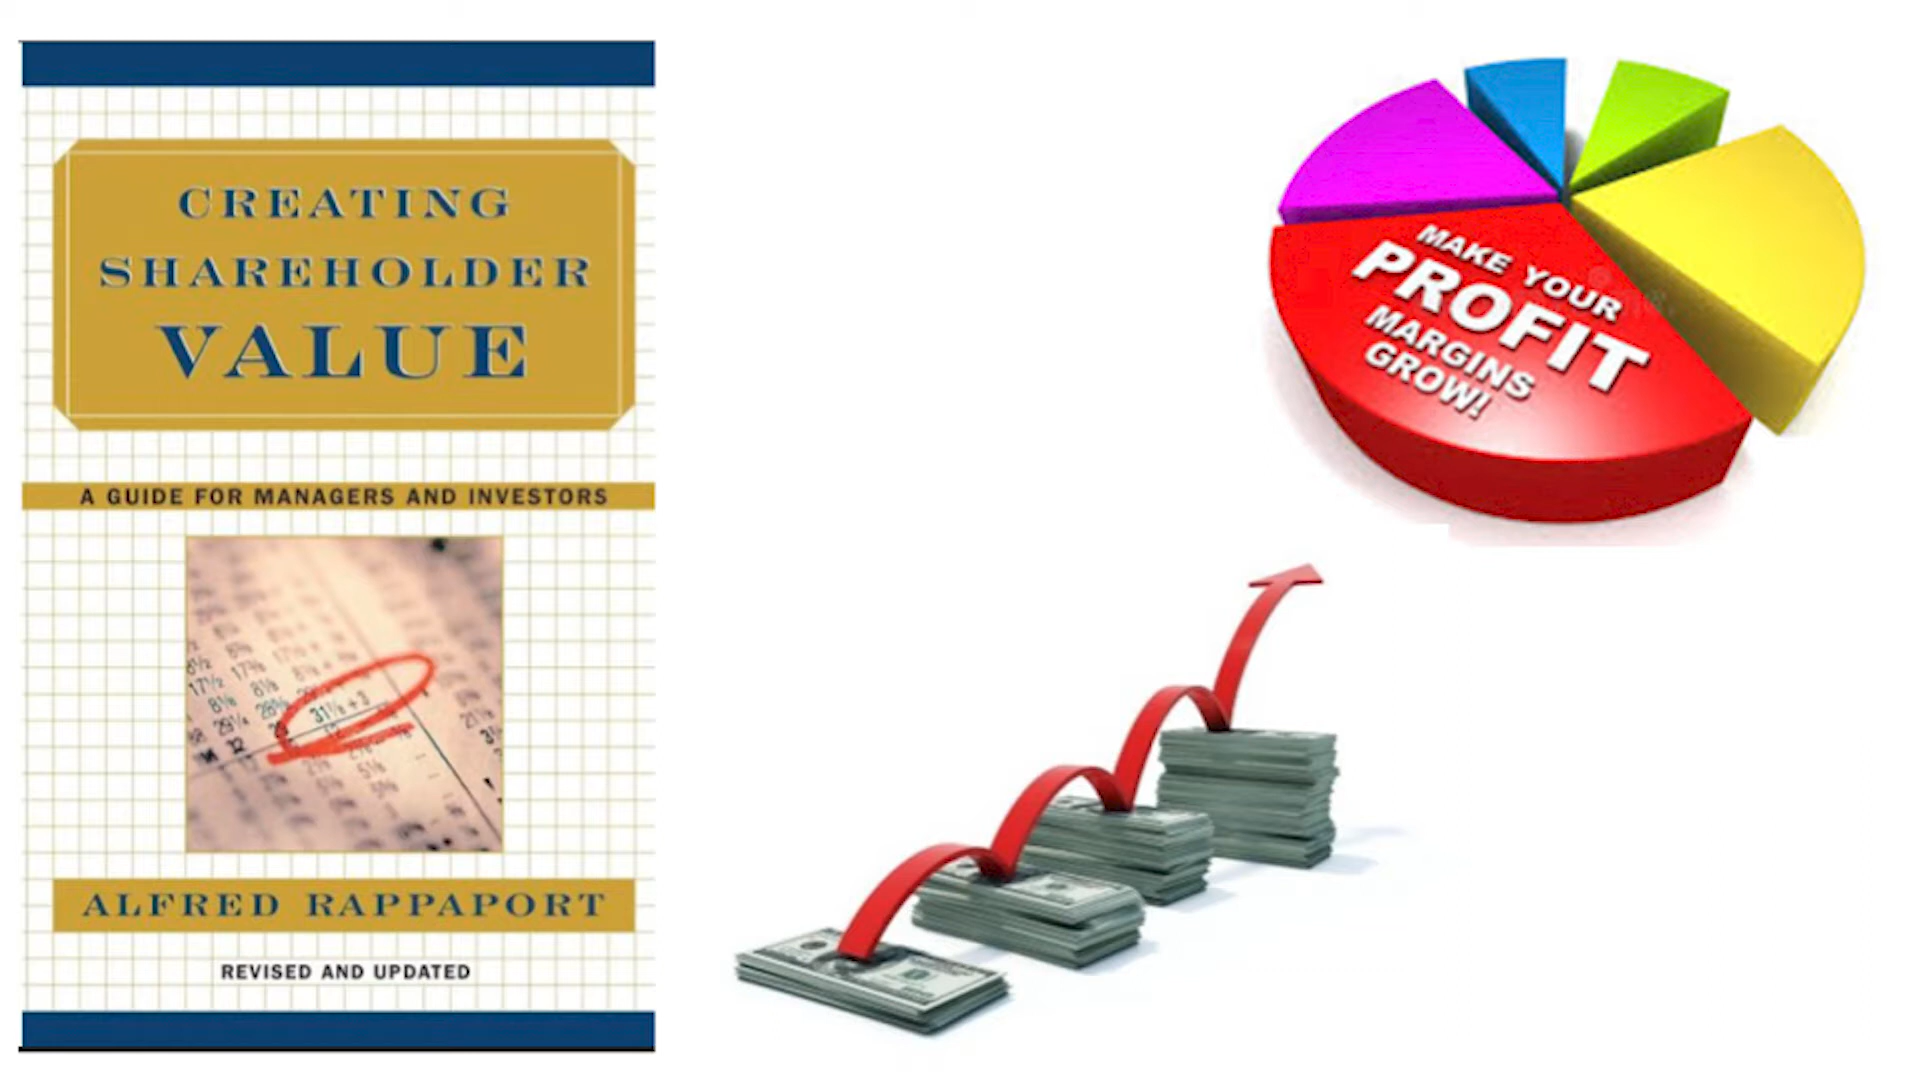 CREATING
SHAREHOLDER
VALUE
A GUIDE FOR MANAGERS AND INVESTORS
ALFRED RAPPAPORT
REVISED AND UPDATED
MAKE YOUR
PROFIT
MARGINS
GROW!